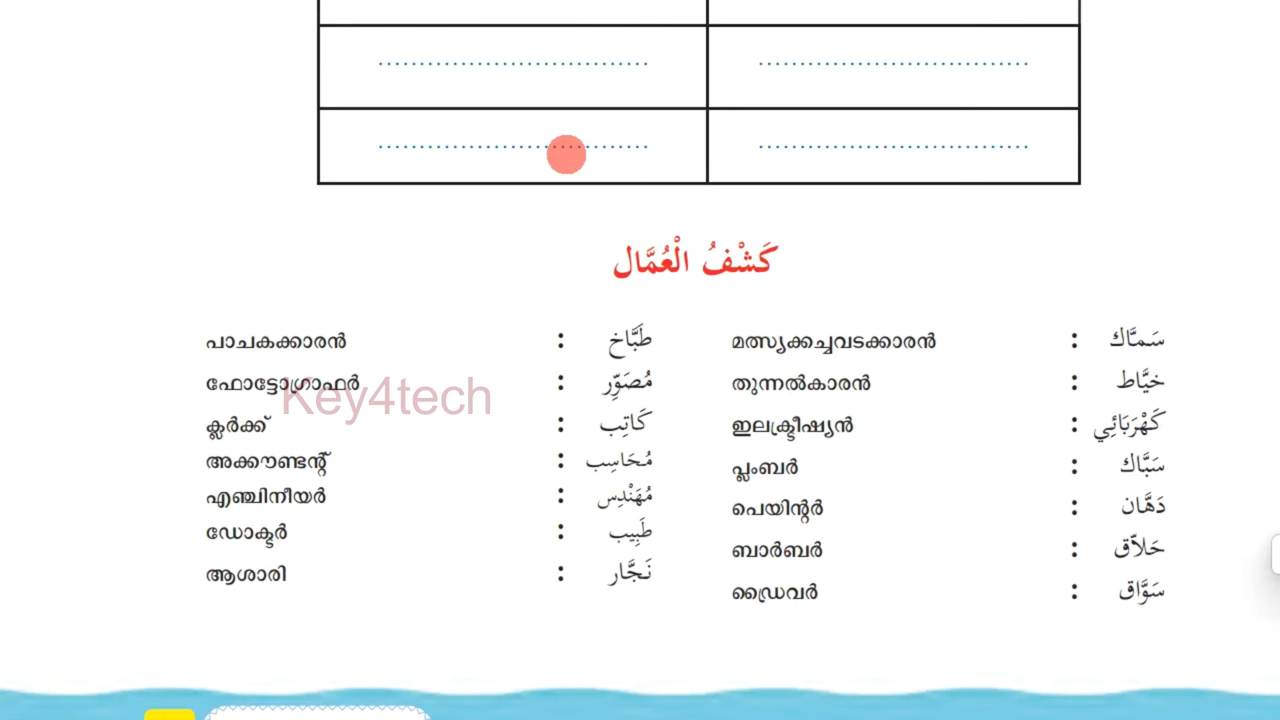 كَشْفُ الْعُمَّال
سَمَّاك : മത്സ്യക്കച്ചവടക്കാരൻ
خيَّاط : തുന്നൽകാരൻ
كَهْرَبَائِي : ഇലക്ട്രീഷ്യൻ
سَبَّاك : പ്ലംബർ
دَهَّان : പെയിന്റർ
حَلاَّق : ബാർബർ
سَوَّاق : ഡ്രൈവർ
طَبَّاخ : പാചകക്കാരൻ
مُصَوِّر : ഫോട്ടോഗ്രാഫർ
كَاتِب : ക്ലർക്ക്
مُحَاسِب : അക്കൗണ്ടന്റ്
مُهَنْدِس : എഞ്ചിനീയർ
طَبِيب : ഡോക്ടർ
نَجَّار : ആശാരി
Key4tech